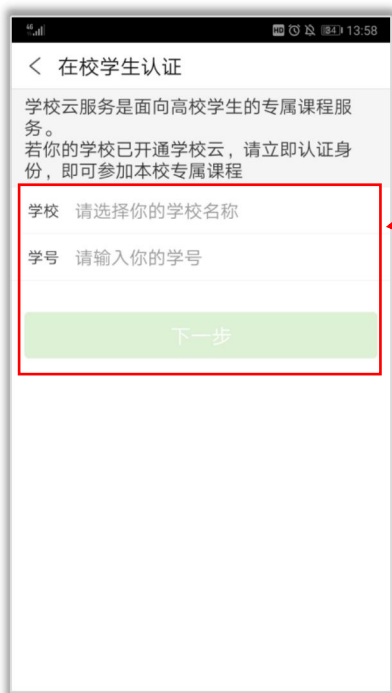 46
HD 84 13:58
< 在校学生认证
学校云服务是面向高校学生的专属课程服
务。
若你的学校已开通学校云，请立即认证身
份，即可参加本校专属课程
学校 请选择你的学校名称
学号 请输入你的学号
下一步